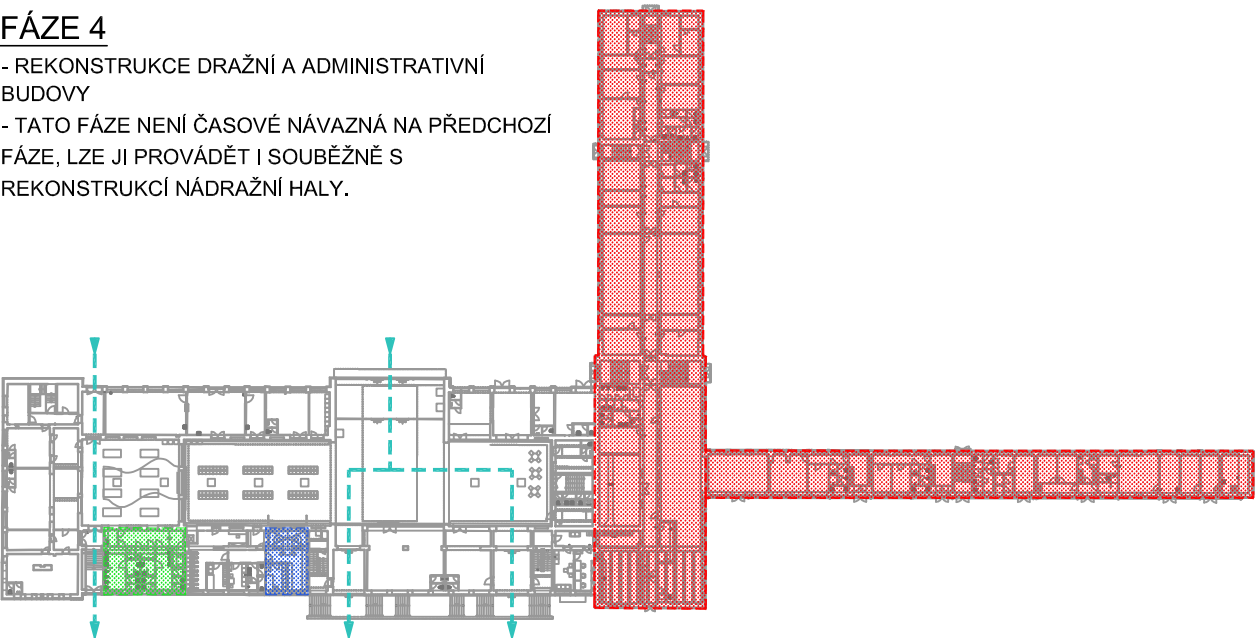 FÁZE 4
- REKONSTRUKCE DRAŽNÍ A ADMINISTRATIVNÍ
BUDOVY
- TATO FÁZE NENÍ ČASOVÉ NÁVAZNÁ NA PŘEDCHOZÍ
FÁZE, LZE JI PROVÁDĚT I SOUBĚŽNĚ S
REKONSTRUKCÍ NÁDRAŽNÍ HALY.